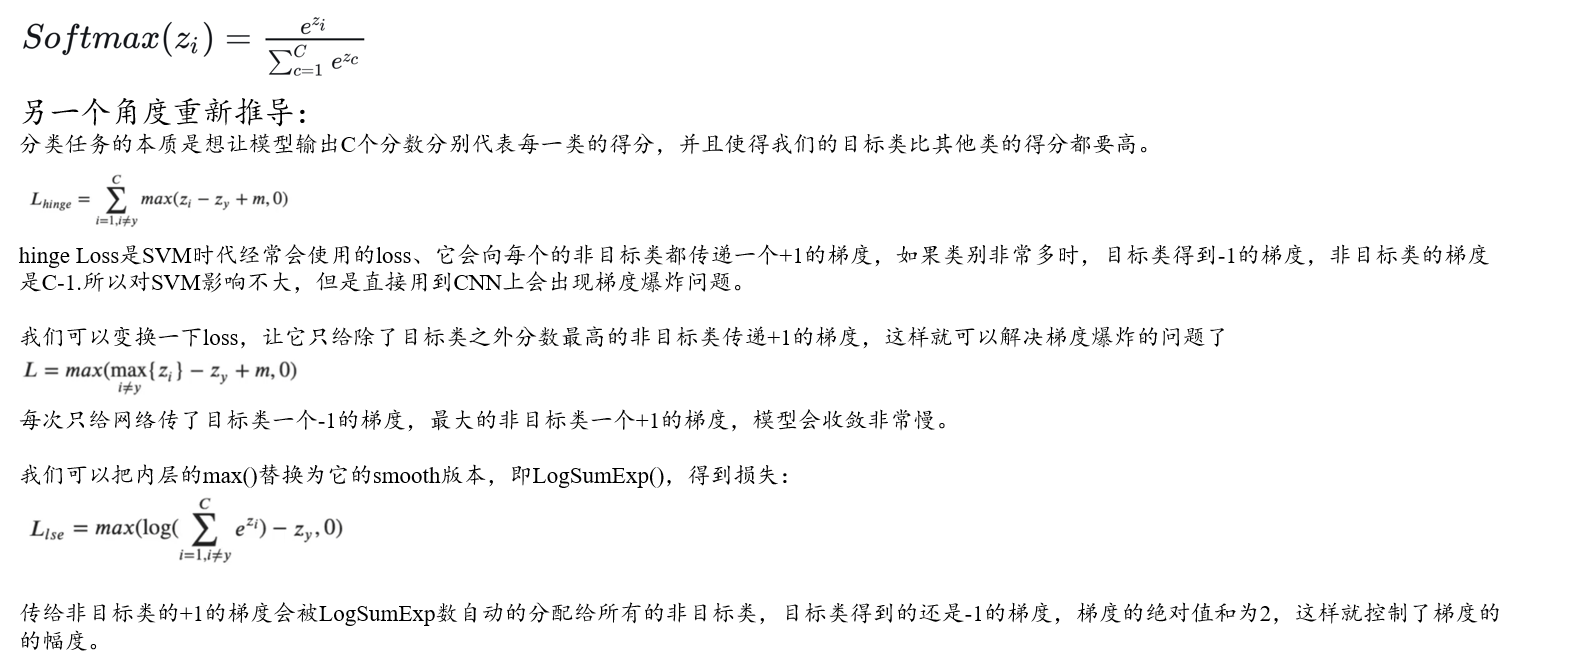 Softmax(z_i) = \frac{e^{z_i}}{\sum_{c=1}^{C} e^{z_c}}
另一个角度重新推导：
分类任务的本质是想让模型输出C个分数分别代表每一类的得分，并且使得我们的目标类比其他类的得分都要高。
L_{hinge} = \sum_{i=1,i≠y}^{C} max(z_i − z_y + m, 0)
hinge Loss是SVM时代经常会使用的loss、它会向每个的非目标类都传递一个+1的梯度，如果类别非常多时，目标类得到-1的梯度，非目标类的梯度
是C-1.所以对SVM影响不大，但是直接用到CNN上会出现梯度爆炸问题。
我们可以变换一下loss，让它只给除了目标类之外分数最高的非目标类传递+1的梯度，这样就可以解决梯度爆炸的问题了
L = max(\max_{i≠y}\{z_i\} − z_y + m, 0)
每次只给网络传了目标类一个-1的梯度，最大的非目标类一个+1的梯度，模型会收敛非常慢。
我们可以把内层的max()替换为它的smooth版本，即LogSumExp()，得到损失：
L_{lse} = max(log(\sum_{i=1,i≠y}^{C} e^{z_i}) − z_y, 0)
传给非目标类的+1的梯度会被LogSumExp数自动的分配给所有的非目标类，目标类得到的还是-1的梯度，梯度的绝对值和为2，这样就控制了梯度的
的幅度。